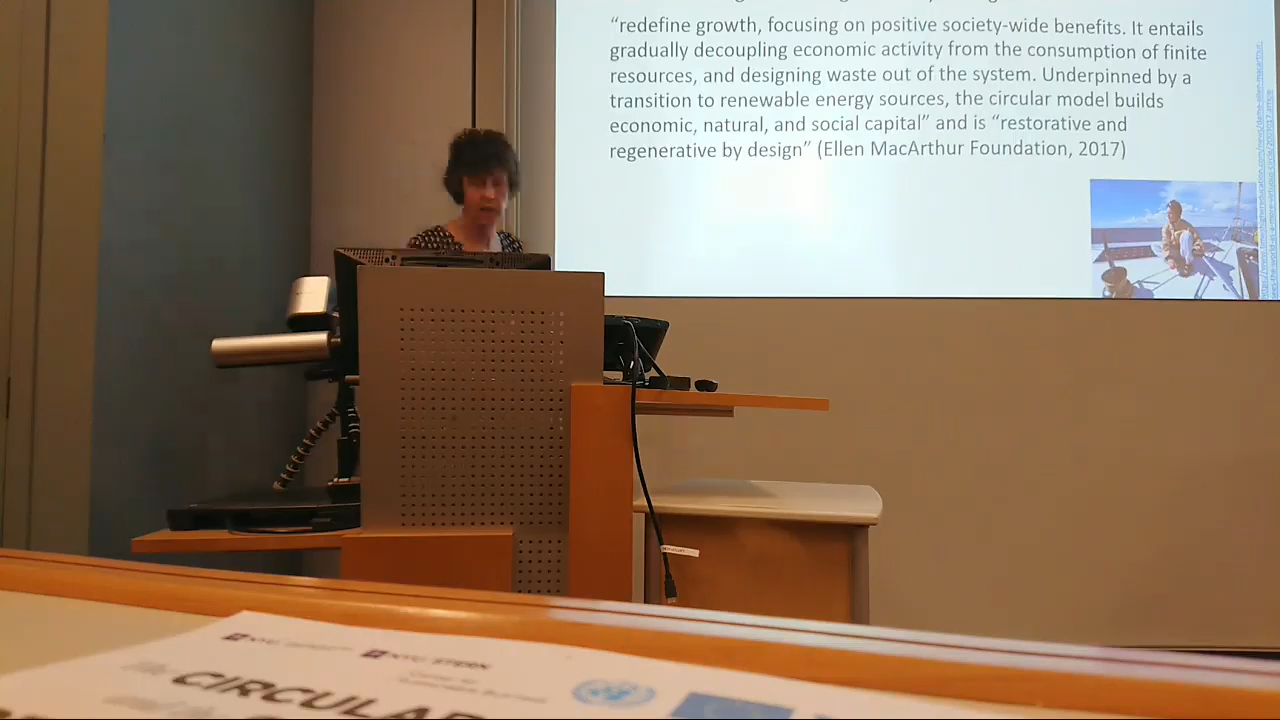 “redefine growth, focusing on positive society-wide benefits. It entails
gradually decoupling economic activity from the consumption of finite
resources, and designing waste out of the system. Underpinned by a
transition to renewable energy sources, the circular model builds
economic, natural, and social capital” and is “restorative and
regenerative by design” (Ellen MacArthur Foundation, 2017)
NYU STERN
The CIRCULAR